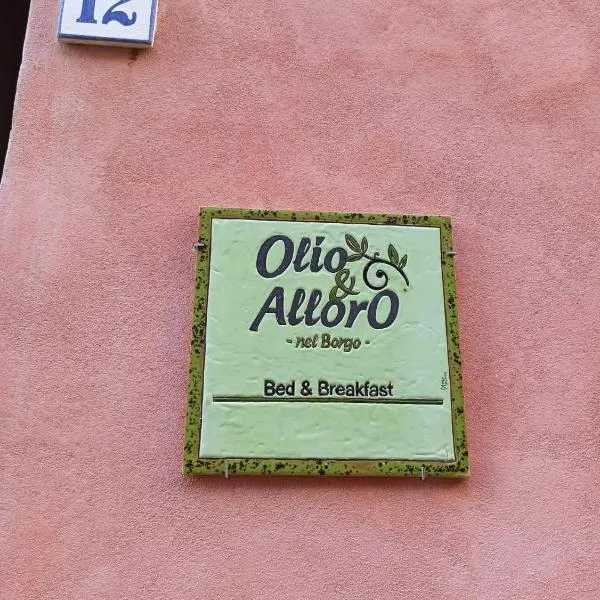 12
Olio
&
AllorO
- nel Borgo -
Bed & Breakfast